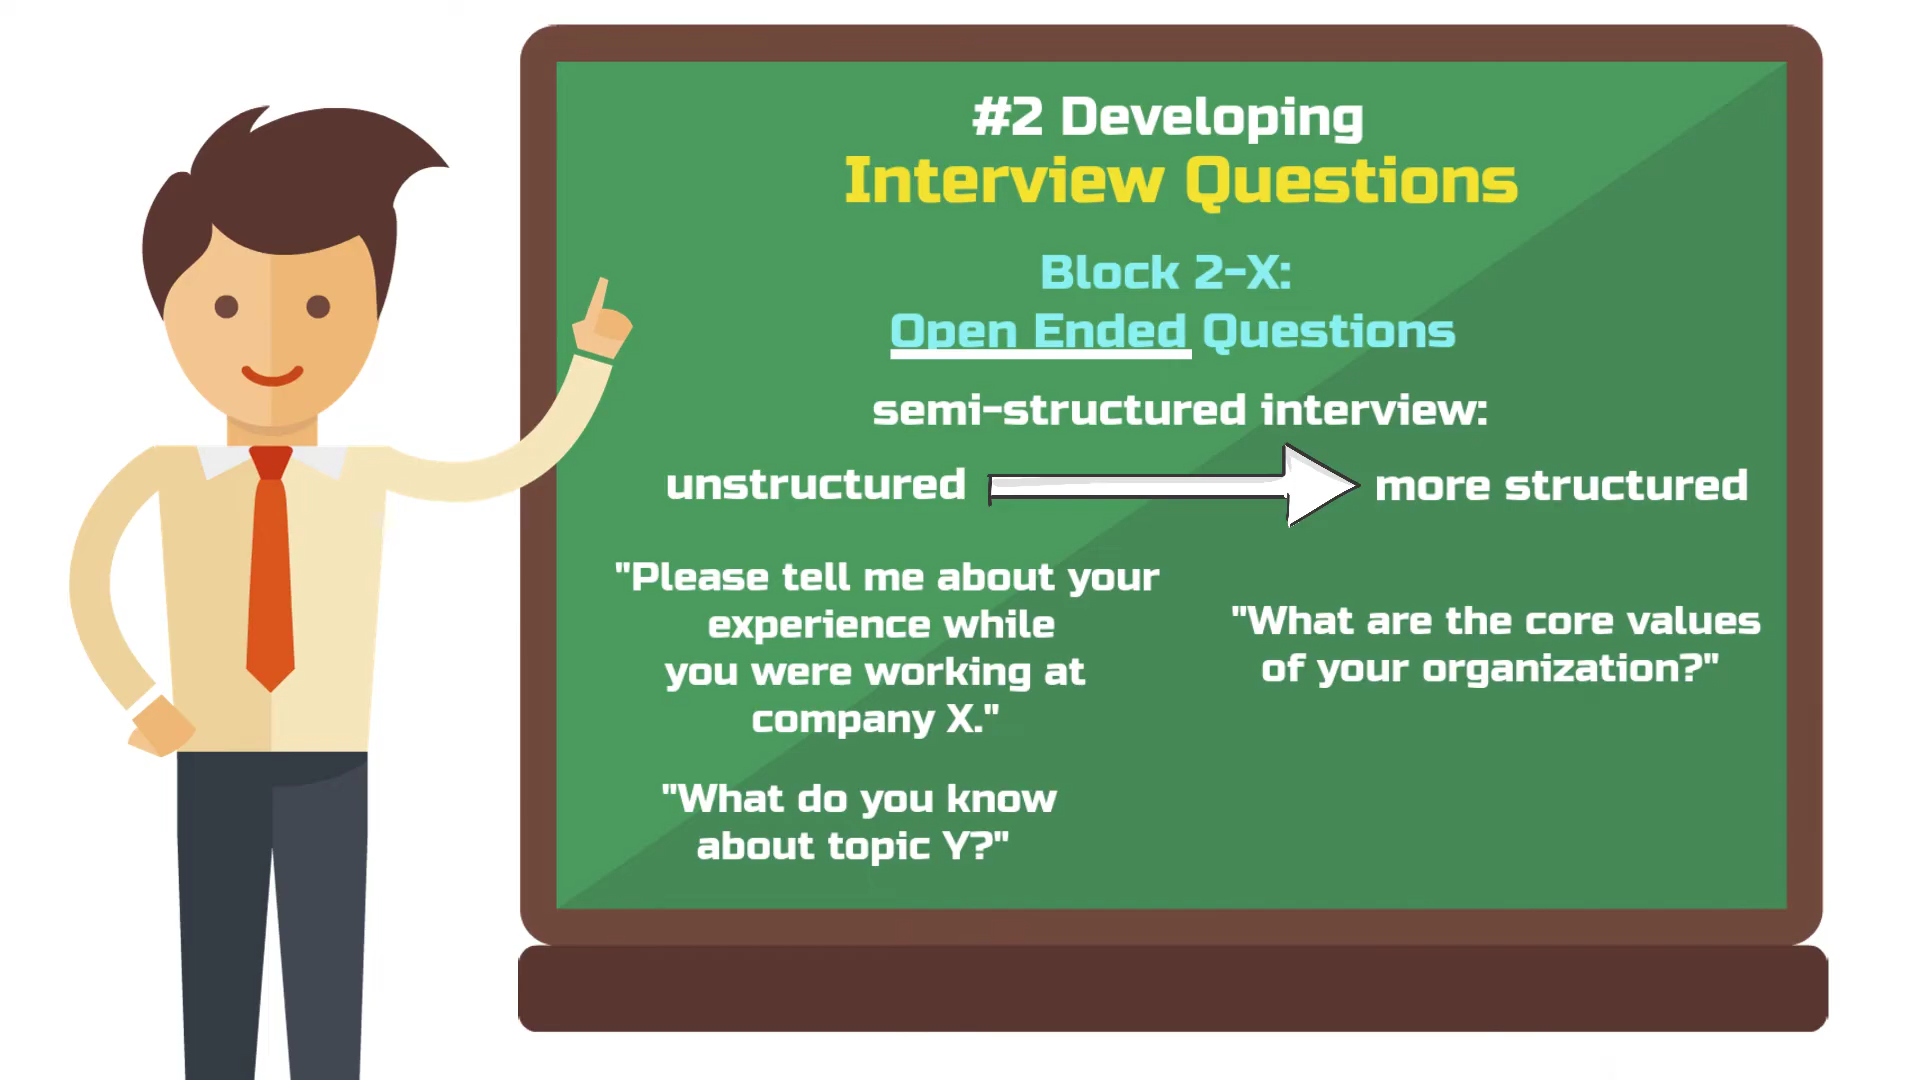 #2 Developing
Interview Questions
Block 2-X:
Open Ended Questions
semi-structured interview:
unstructured
more structured
"Please tell me about your
experience while
you were working at
company X."
"What do you know
about topic Y?"
"What are the core values
of your organization?"